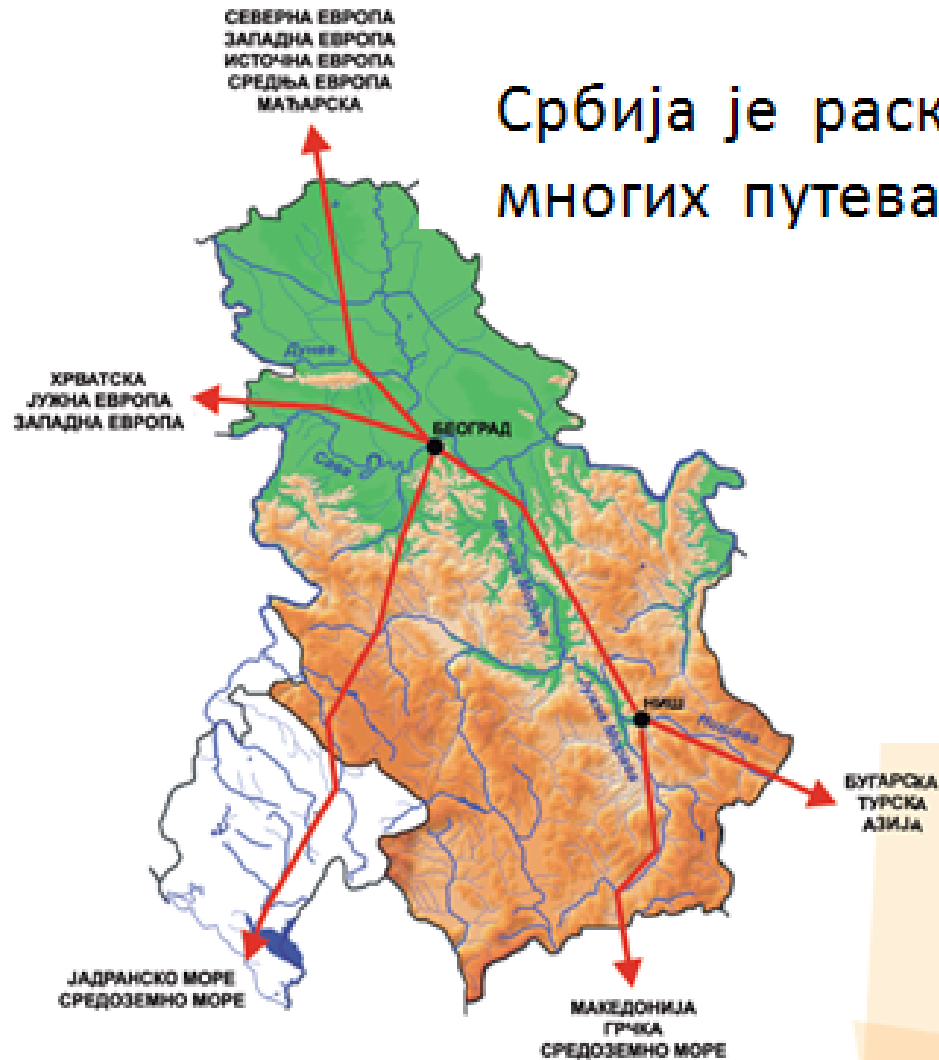 СЕВЕРНА ЕВРОПА
ЗАПАДНА ЕВРОПА
ИСТОЧНА ЕВРОПА
СРЕДЊА ЕВРОПА
МАЂАРСКА
Србија је раск
многих путева
Дунав
ХРВАТСКА
ЈУЖНА ЕВРОПА
ЗАПАДНА ЕВРОПА
БЕОГРАД
Сава
Велика Морава
НИШ
Јужна Морава
Нишава
БУГАРСКА
ТУРСКА
АЗИЈА
ЈАДРАНСКО МОРЕ
СРЕДОЗЕМНО МОРЕ
МАКЕДОНИЈА
ГРЧКА
СРЕДОЗЕМНО МОРЕ